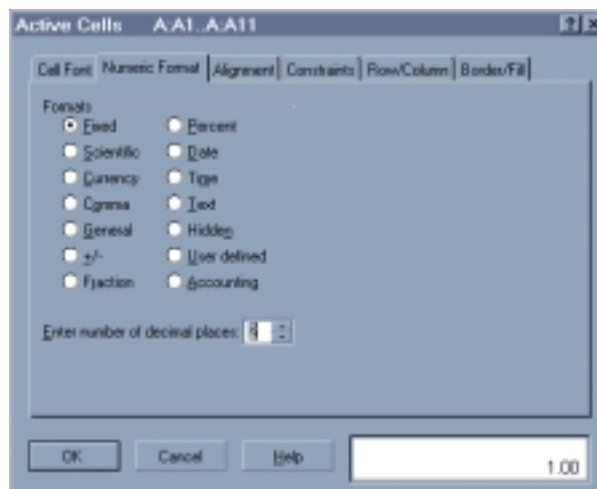 Active Cells A:A1..A:A11
Cell Font Numeric Format Alignment Constraints Row/Column Border/Fill
Formats
Fixed Percent
Scientific Date
Currency Time
Comma Text
General Hidden
+/- User defined
Fraction Accounting
Enter number of decimal places:
OK Cancel Help 1.00